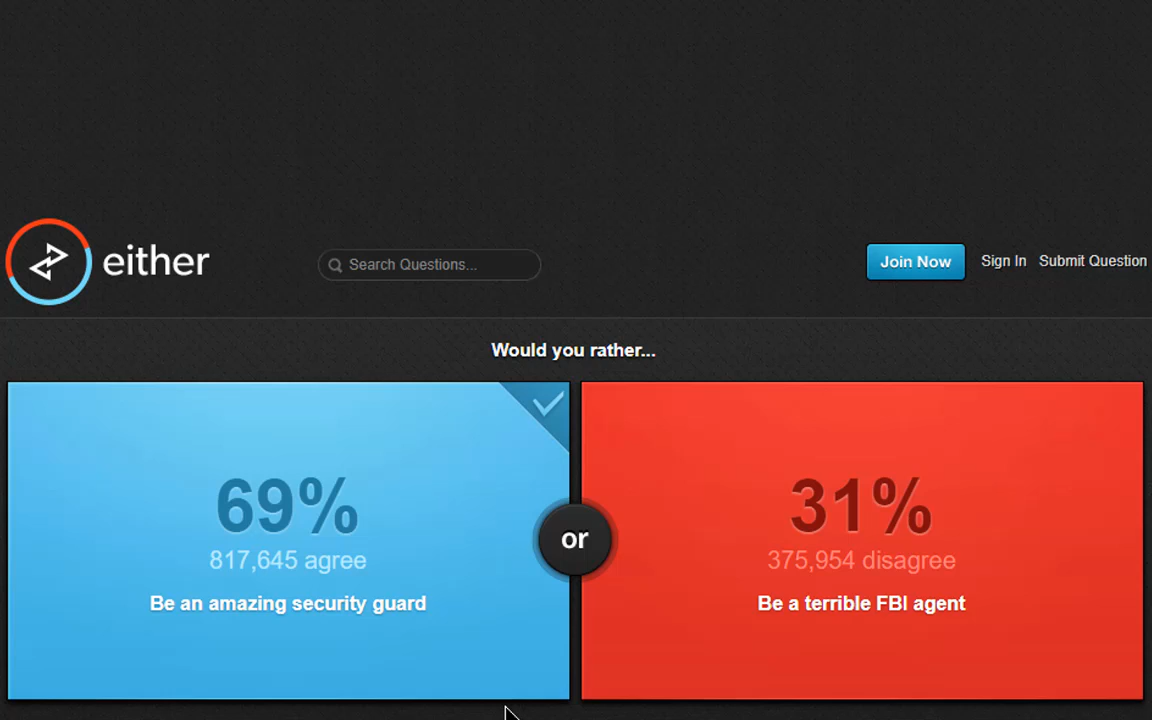 either
Search Questions...
Join Now
Sign In
Submit Question
Would you rather...
69%
817,645 agree
Be an amazing security guard
or
31%
375,954 disagree
Be a terrible FBI agent